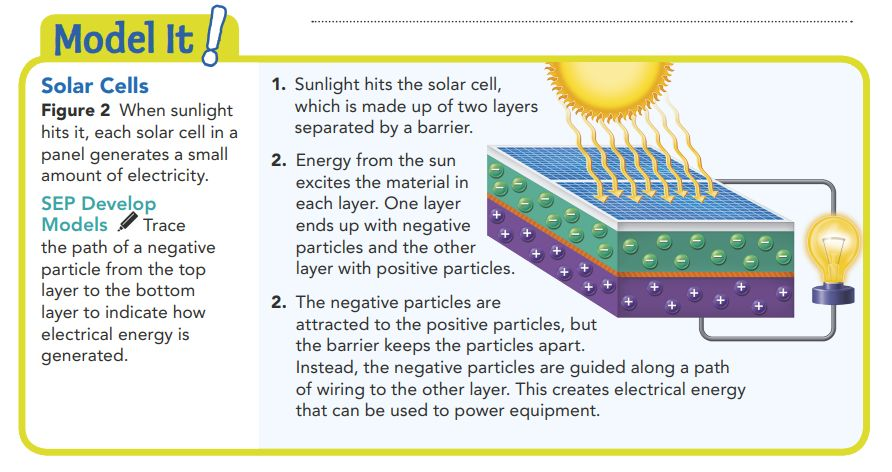 Model It!
Solar Cells
Figure 2 When sunlight
hits it, each solar cell in a
panel generates a small
amount of electricity.
SEP Develop
Models Trace
the path of a negative
particle from the top
layer to the bottom
layer to indicate how
electrical energy is
generated.
1. Sunlight hits the solar cell,
which is made up of two layers
separated by a barrier.
2. Energy from the sun
excites the material in
each layer. One layer
ends up with negative
particles and the other
layer with positive particles.
2. The negative particles are
attracted to the positive particles, but
the barrier keeps the particles apart.
Instead, the negative particles are guided along a path
of wiring to the other layer. This creates electrical energy
that can be used to power equipment.